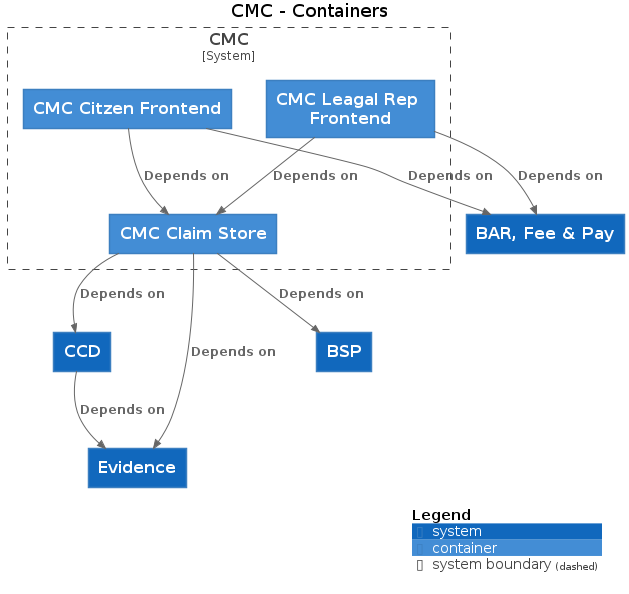 CMC - Containers
CMC
[System]
CMC Citzen Frontend
CMC Leagal Rep
Frontend
Depends on
Depends on
Depends on
Depends on
CMC Claim Store
BAR, Fee & Pay
Depends on
Depends on
Depends on
CCD
BSP
Depends on
Evidence
Legend
system
container
system boundary (dashed)